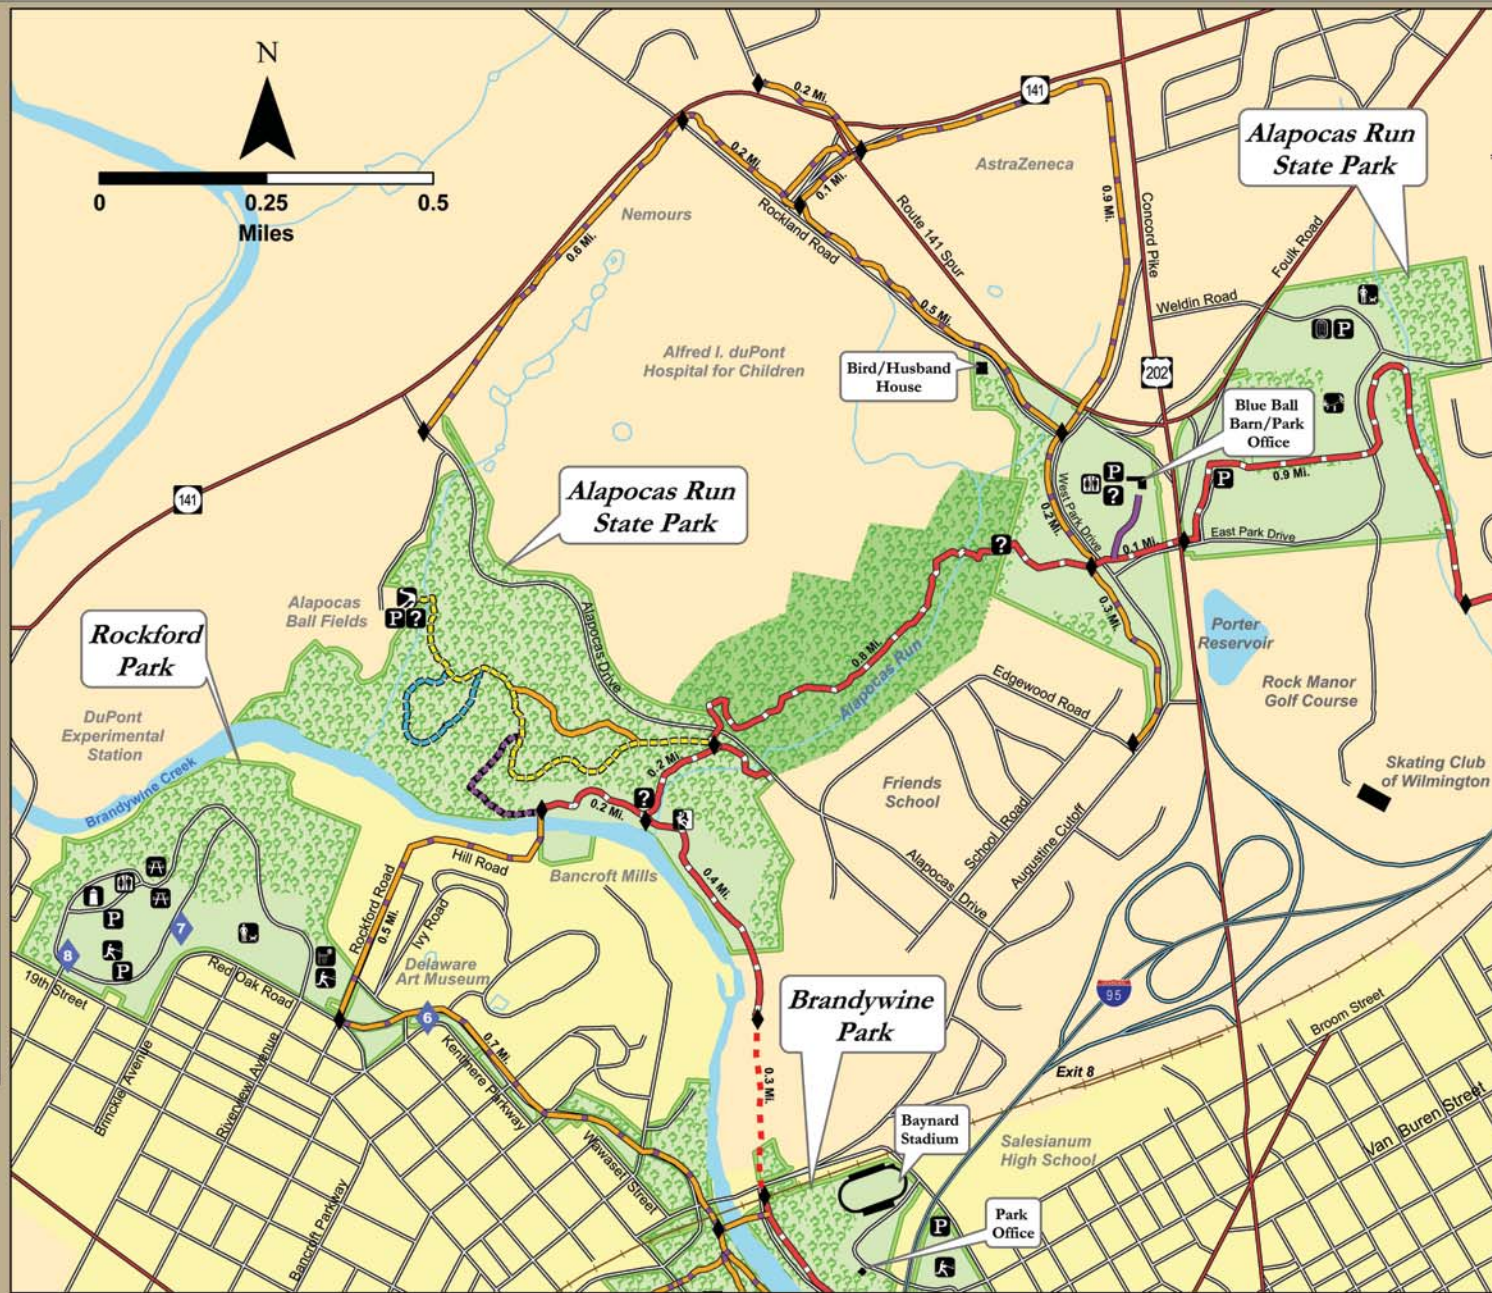 N
0
0.25
0.5
Miles
0.2 Mi.
141
Alapocas Run
State Park
AstraZeneca
0.2 Mi.
0.1 Mi.
Nemours
Rockland Road
Route 141 Spur
0.9 Mi.
Concord Pike
Foulk Road
0.6 Mi.
Weldin Road
0.5 Mi.
P
Alfred I. duPont
Hospital for Children
Bird/Husband
House
202
Blue Ball
Barn/Park
Office
141
Alapocas Run
State Park
P
?
P
0.9 Mi.
West Park Drive
0.2 Mi.
0.1 Mi.
East Park Drive
?
Alapocas
Ball Fields
P ?
Alapocas Drive
0.3 Mi.
Porter
Reservoir
Rockford
Park
0.8 Mi.
Alapocas Run
Edgewood Road
Rock Manor
Golf Course
DuPont
Experimental
Station
Brandywine Creek
0.2 Mi.
?
0.2 Mi.
Friends
School
Skating Club
of Wilmington
School Road
Augustine Cutoff
Hill Road
Bancroft Mills
Alapocas Drive
0.4 Mi.
Rockford Road
0.5 Mi.
Ivy Road
P
7
8
P
Delaware
Art Museum
19th Street
Red Oak Road
6
0.7 Mi.
Kentmere Parkway
Brandywine
Park
95
Broom Street
Brinckle Avenue
Riverview Avenue
0.3 Mi.
Exit 8
Baynard
Stadium
Salesianum
High School
Van Buren Street
Wawaset Street
Bancroft Parkway
P
Park
Office